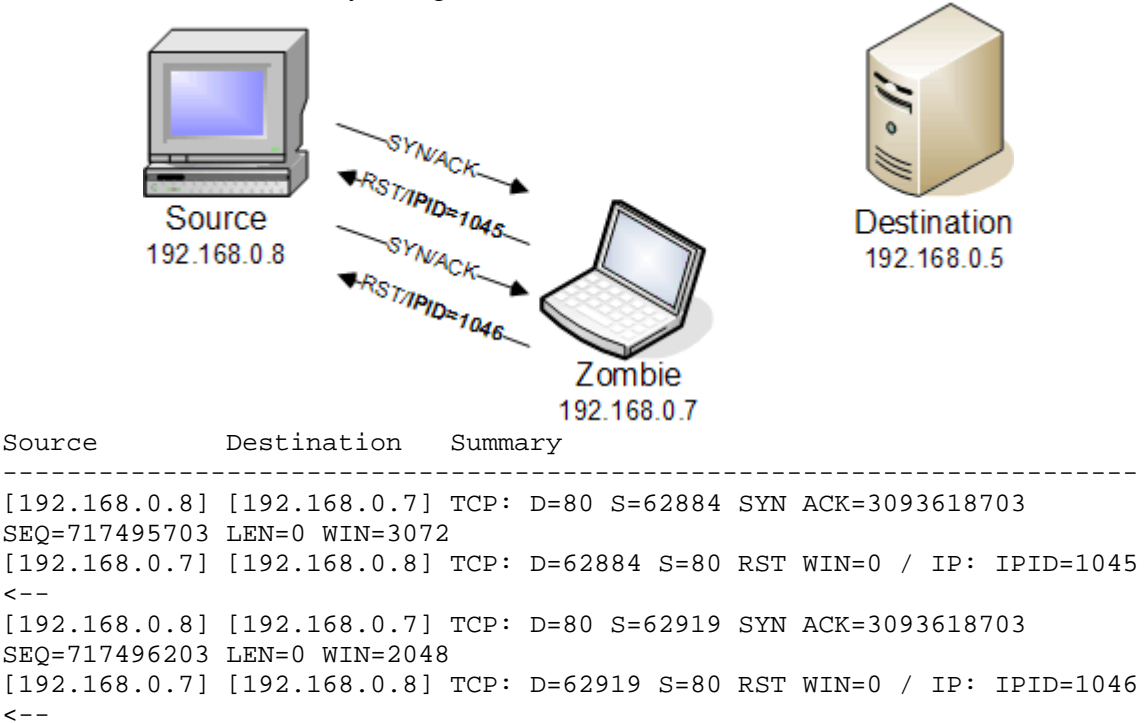 SYN/ACK
RST/IPID=1045
SYN/ACK
RST/IPID=1046
Source
192.168.0.8
Destination
192.168.0.5
Zombie
192.168.0.7
Source Destination Summary
-----------------------------------------------------------------------
[192.168.0.8] [192.168.0.7] TCP: D=80 S=62884 SYN ACK=3093618703
SEQ=717495703 LEN=0 WIN=3072
[192.168.0.7] [192.168.0.8] TCP: D=62884 S=80 RST WIN=0 / IP: IPID=1045
<--
[192.168.0.8] [192.168.0.7] TCP: D=80 S=62919 SYN ACK=3093618703
SEQ=717496203 LEN=0 WIN=2048
[192.168.0.7] [192.168.0.8] TCP: D=62919 S=80 RST WIN=0 / IP: IPID=1046
<--